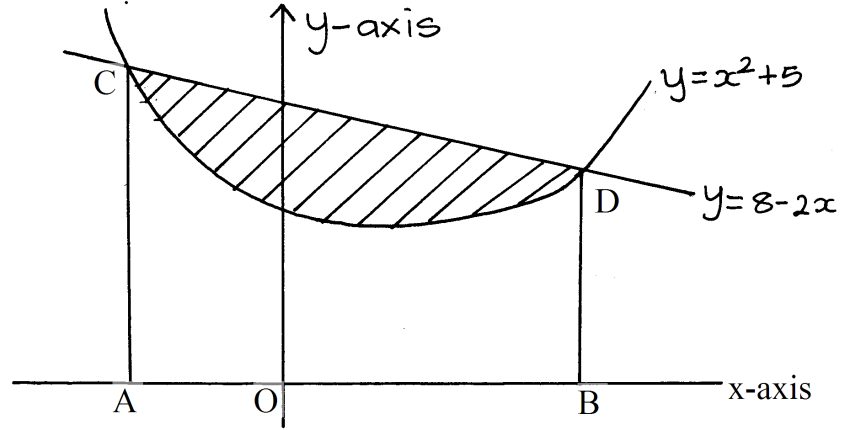 y-axis
y=x²+5
C
D
y=8-2x
A
O
B
x-axis